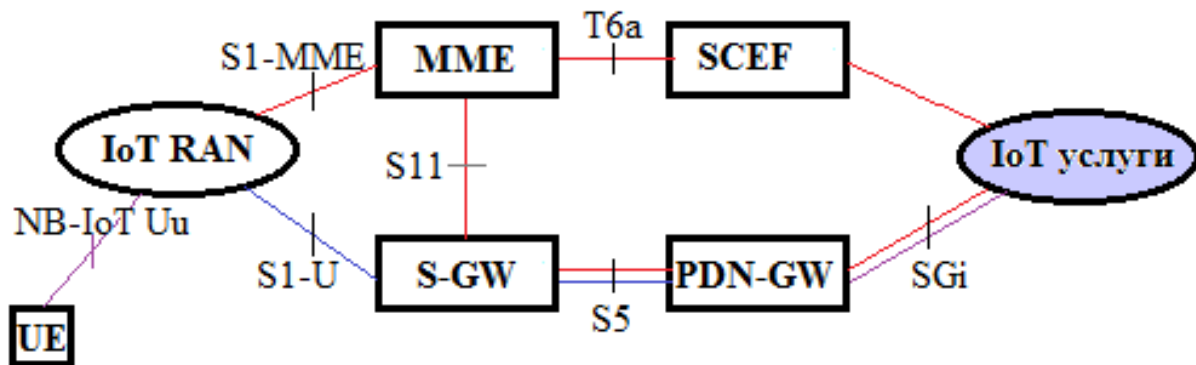 T6a
S1-MME
MME
SCEF
IoT RAN
S11
IoT услуги
NB-IoT Uu
S1-U
S-GW
PDN-GW
SGi
S5
UE